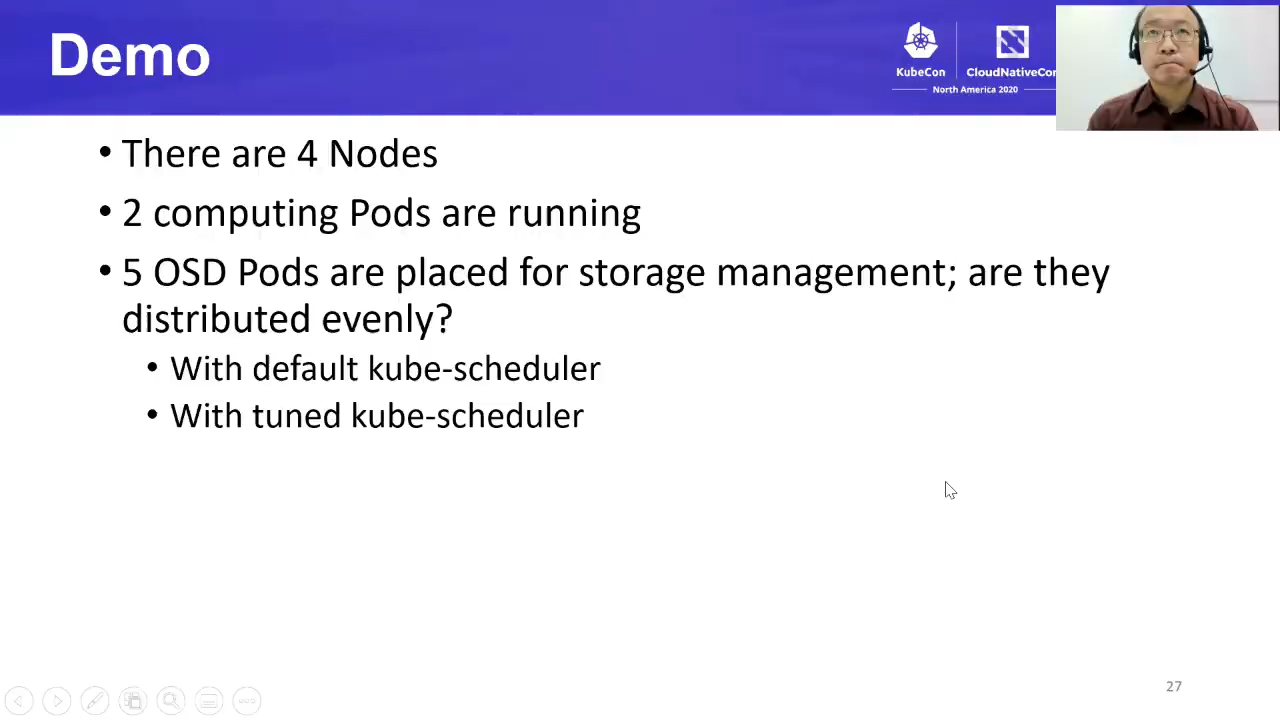 Demo
KubeCon
CloudNativeCon
North America 2020
• There are 4 Nodes
• 2 computing Pods are running
• 5 OSD Pods are placed for storage management; are they
distributed evenly?
• With default kube-scheduler
• With tuned kube-scheduler
27